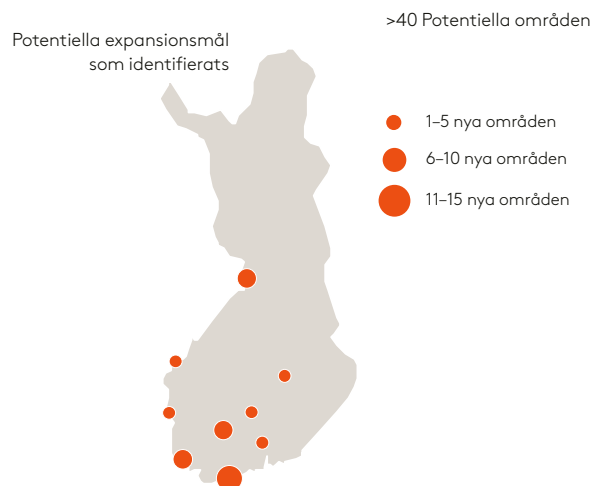 >40 Potentiella områden
Potentiella expansionsmål
som identifierats
1–5 nya områden
6–10 nya områden
11–15 nya områden